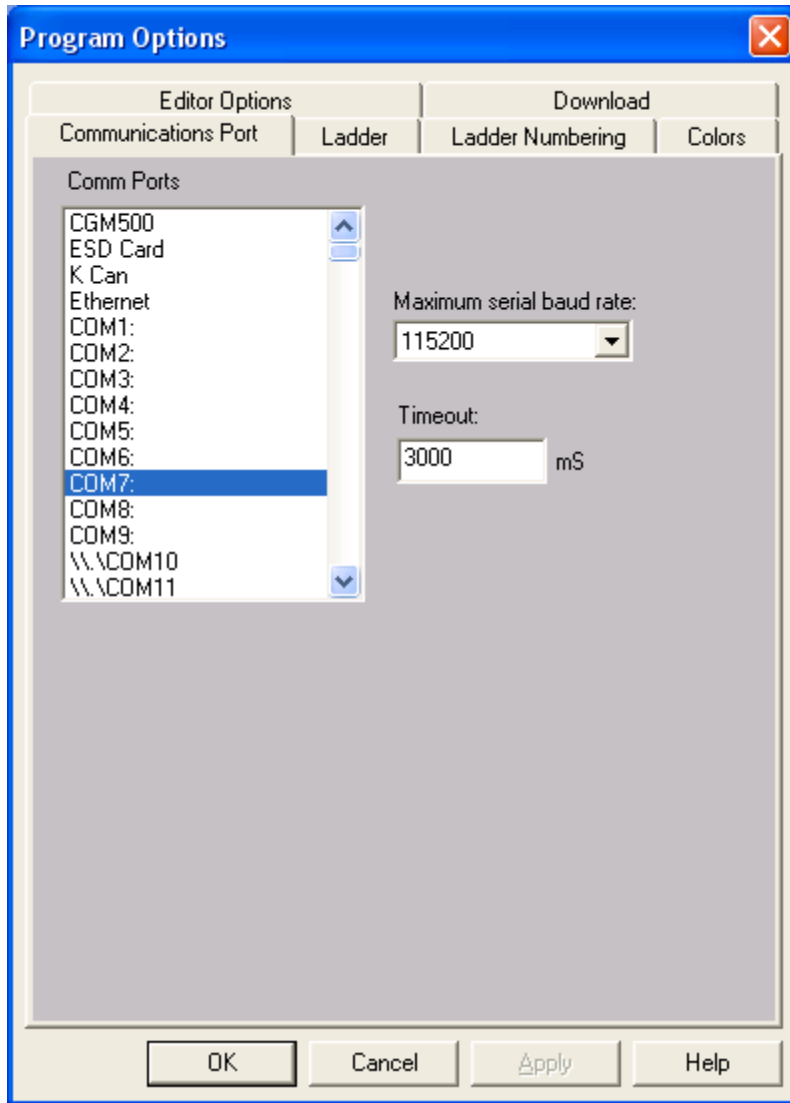 Program Options
Editor Options Download
Communications Port Ladder Ladder Numbering Colors
Comm Ports
CGM500
ESD Card
K Can
Ethernet
COM1:
COM2:
COM3:
COM4:
COM5:
COM6:
COM7:
COM8:
COM9:
\\.\COM10
\\.\COM11
Maximum serial baud rate:
115200
Timeout:
3000 mS
OK Cancel Apply Help